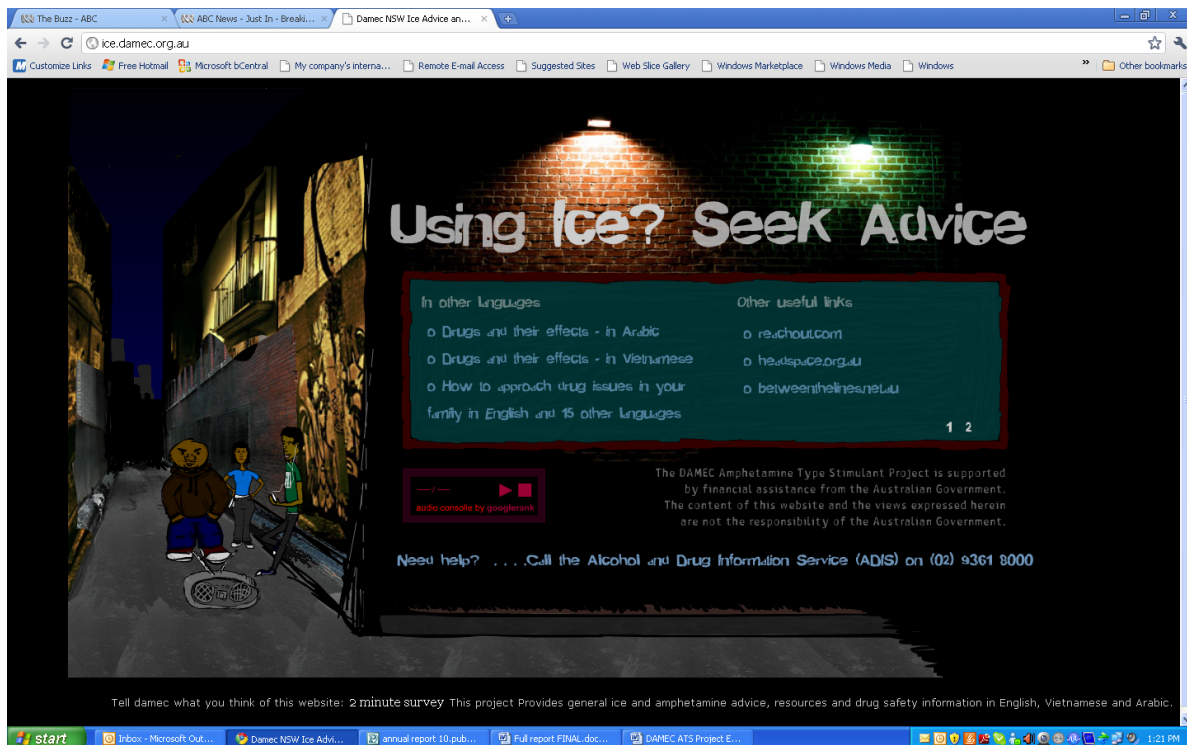 The Buzz - ABC
ABC News - Just In - Breaki...
Damec NSW Ice Advice an...
ice.damec.org.au
Customize Links Free Hotmail Microsoft bCentral My company's interna... Remote E-mail Access Suggested Sites Web Slice Gallery Windows Marketplace Windows Media Windows » Other bookmarks
Using Ice? Seek Advice
In other languages
o Drugs and their effects - in Arabic
o Drugs and their effects - in Vietnamese
o How to approach drug issues in your
family in English and 15 other languages
Other useful links
o reachout.com
o headspace.org.au
o betweenthelines.net.au
1 2
The DAMEC Amphetamine Type Stimulant Project is supported
by financial assistance from the Australian Government.
The content of this website and the views expressed herein
are not the responsibility of the Australian Government.
-- / --
audio consolle by googlerank
Need help? ....Call the Alcohol and Drug Information Service (ADIS) on (02) 9361 8000
Tell damec what you think of this website: 2 minute survey This project Provides general ice and amphetamine advice, resources and drug safety information in English, Vietnamese and Arabic.
start Inbox - Microsoft Out... Damec NSW Ice Advi... annual report 10.pub... Full report FINAL.doc... DAMEC ATS Project E... 1:21 PM